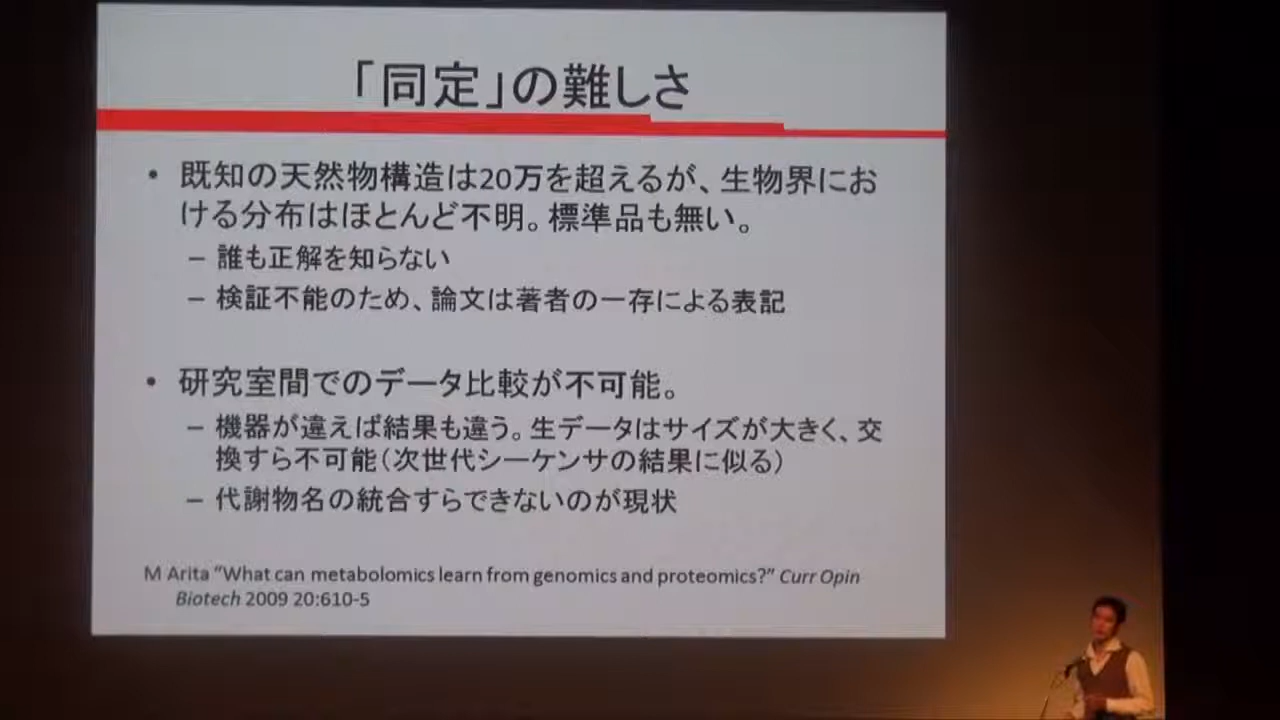 「同定」の難しさ
• 既知の天然物構造は20万を超えるが、生物界にお
ける分布はほとんど不明。標準品も無い。
– 誰も正解を知らない
– 検証不能のため、論文は著者の一存による表記
• 研究室間でのデータ比較が不可能。
– 機器が違えば結果も違う。生データはサイズが大きく、交
換すら不可能（次世代シーケンサの結果に似る）
– 代謝物名の統合すらできないのが現状
M Arita “What can metabolomics learn from genomics and proteomics?” Curr Opin
Biotech 2009 20:610-5